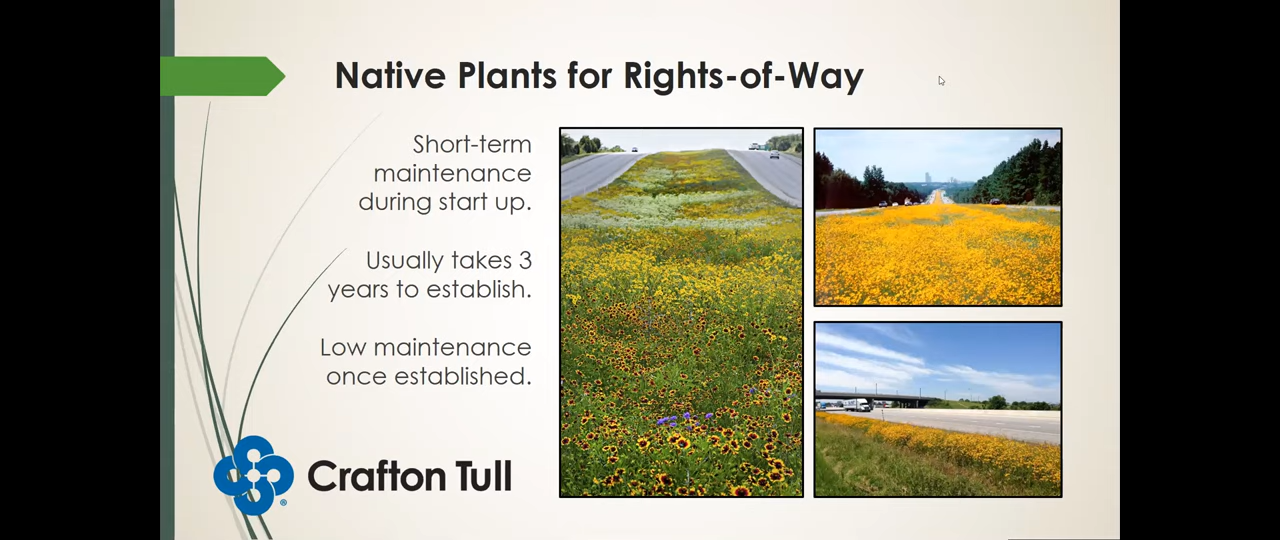 Native Plants for Rights-of-Way
Short-term
maintenance
during start up.
Usually takes 3
years to establish.
Low maintenance
once established.
Crafton Tull
®